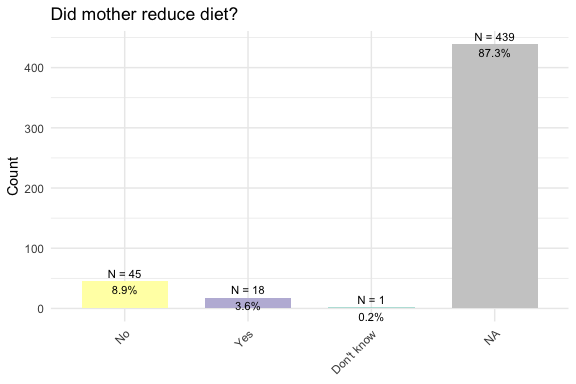 Did mother reduce diet?
Count
400
300
200
100
0
N = 45
8.9%
N = 18
3.6%
N = 1
0.2%
N = 439
87.3%
No
Yes
Don't know
NA